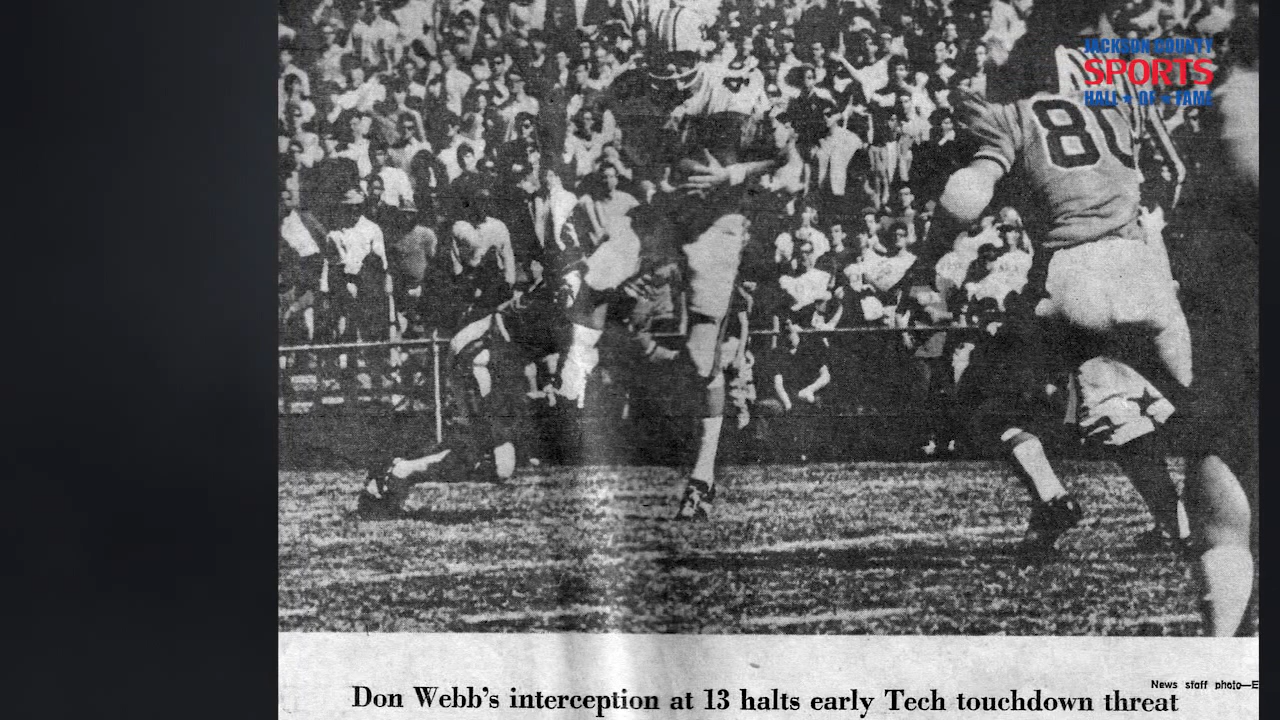 JACKSON COUNTY
SPORTS
HALL ★ OF ★ FAME
80
News staff photo—E
Don Webb's interception at 13 halts early Tech touchdown threat